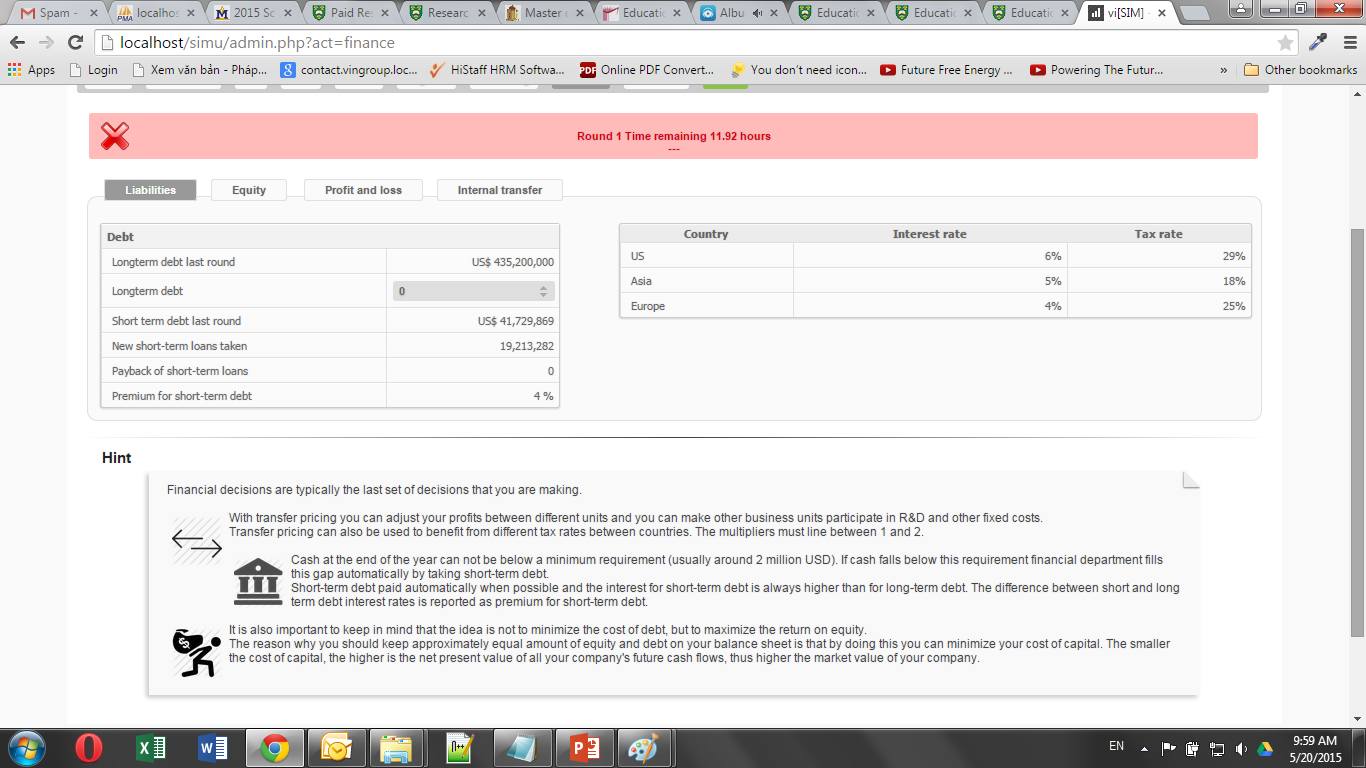 Spam -
localhos
2015 Sc
Paid Re
Researc
Master
Educatio
Albu
Educatio
Educatio
Educatio
vi[SIM] -
localhost/simu/admin.php?act=finance
Apps
Login
Xem văn bản - Pháp...
contact.vingroup.loc...
HiStaff HRM Softwa...
PDF Online PDF Convert...
You don't need icon...
Future Free Energy ...
Powering The Futur...
»
Other bookmarks
Round 1 Time remaining 11.92 hours
---
Liabilities
Equity
Profit and loss
Internal transfer
Debt
Longterm debt last round US$ 435,200,000
Longterm debt 0
Short term debt last round US$ 41,729,869
New short-term loans taken 19,213,282
Payback of short-term loans 0
Premium for short-term debt 4 %
Country Interest rate Tax rate
US 6% 29%
Asia 5% 18%
Europe 4% 25%
Hint
Financial decisions are typically the last set of decisions that you are making.
With transfer pricing you can adjust your profits between different units and you can make other business units participate in R&D and other fixed costs.
Transfer pricing can also be used to benefit from different tax rates between countries. The multipliers must line between 1 and 2.
Cash at the end of the year can not be below a minimum requirement (usually around 2 million USD). If cash falls below this requirement financial department fills
this gap automatically by taking short-term debt.
Short-term debt paid automatically when possible and the interest for short-term debt is always higher than for long-term debt. The difference between short and long
term debt interest rates is reported as premium for short-term debt.
It is also important to keep in mind that the idea is not to minimize the cost of debt, but to maximize the return on equity.
The reason why you should keep approximately equal amount of equity and debt on your balance sheet is that by doing this you can minimize your cost of capital. The smaller
the cost of capital, the higher is the net present value of all your company's future cash flows, thus higher the market value of your company.
EN
9:59 AM
5/20/2015